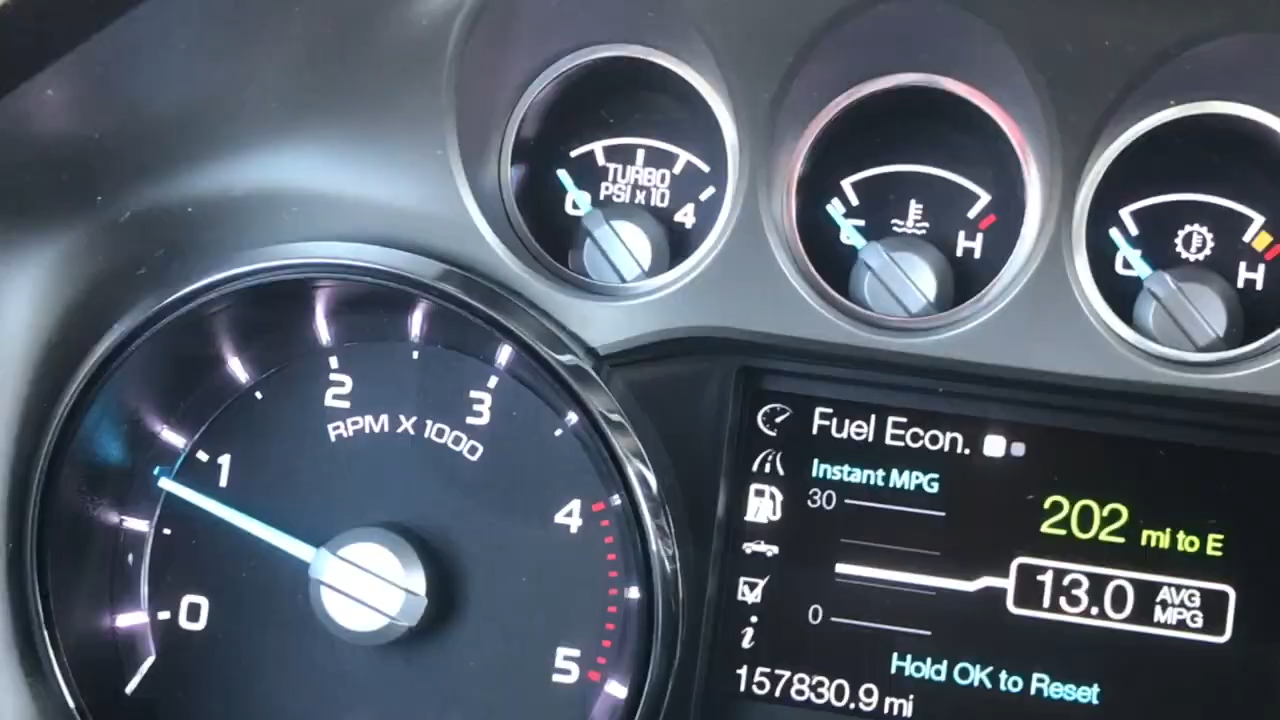 TURBO
PSI x 10
0
4
C
H
C
H
0
1
2
3
4
5
RPM X 1000
Fuel Econ.
Instant MPG
30
0
202 mi to E
13.0 AVG MPG
Hold OK to Reset
157830.9 mi